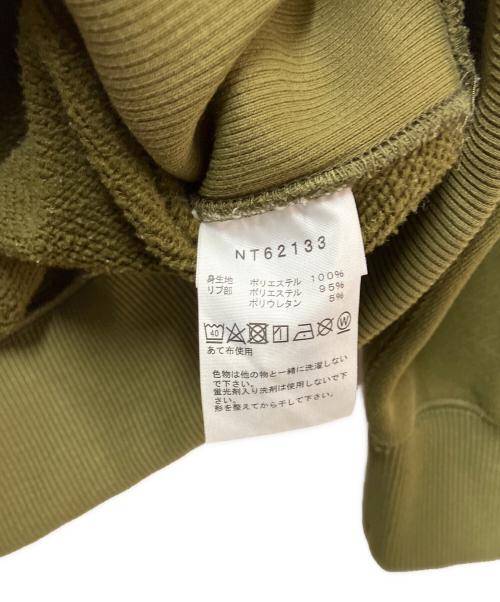 NT62133
身生地 ポリエステル 100%
リブ部 ポリエステル 95%
ポリウレタン 5%
40 W
あて布使用
色物は他の物と一緒に洗濯しない
で下さい。
蛍光剤入り洗剤は使用しないで下
さい。
形を整えてから干して下さい。